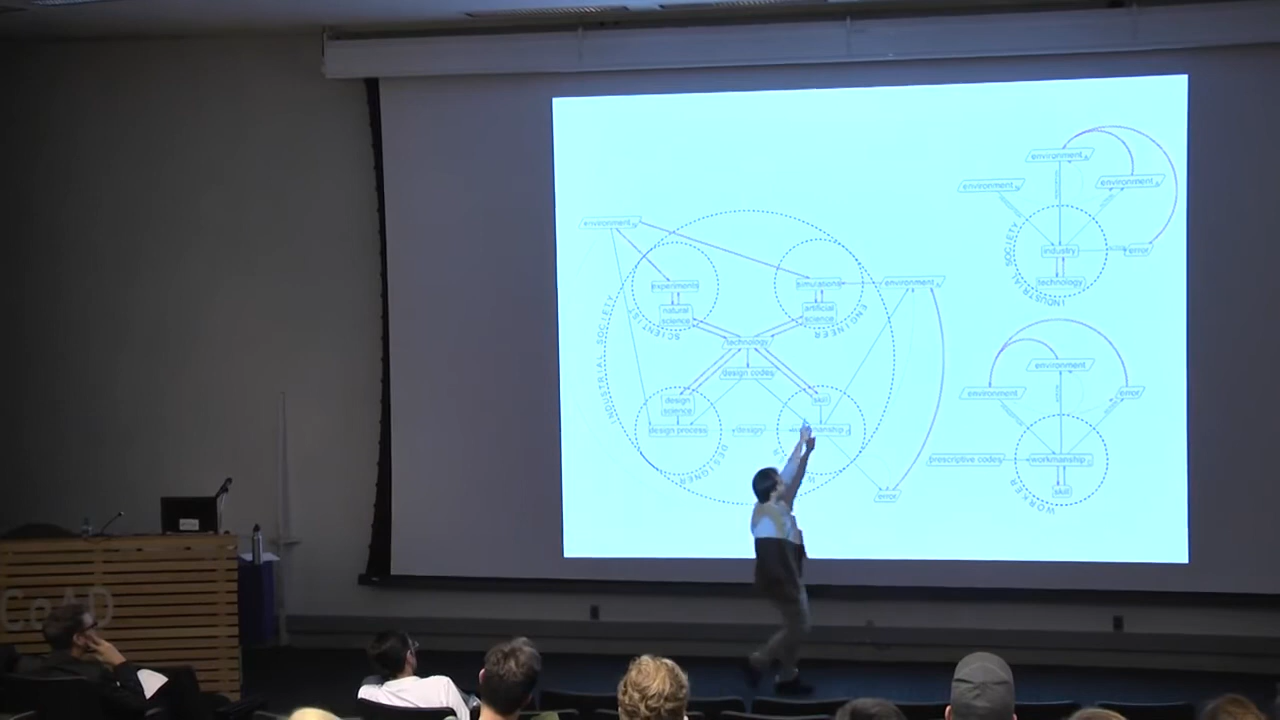 environment
environment
environment
SOCIETY
industry
error
technology
INDUSTRIAL
environment
experiments
simulations
environment
natural
science
artificial
science
SCIENTIST
ENGINEER
INDUSTRIAL SOCIETY
technology
design codes
design
science
skill
design process
design
DESIGNER
error
environment
environment
error
prescriptive codes
workmanship
skill
WORKER
CoAD